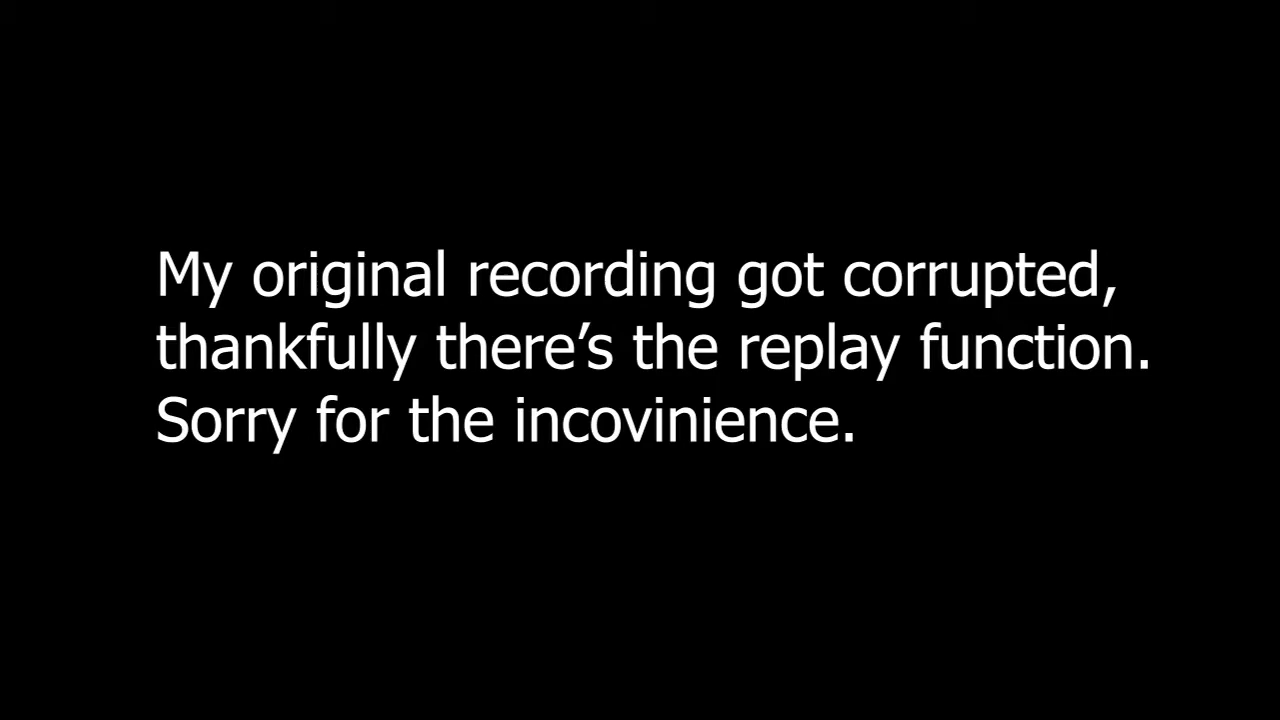 My original recording got corrupted,
thankfully there’s the replay function.
Sorry for the incovinience.